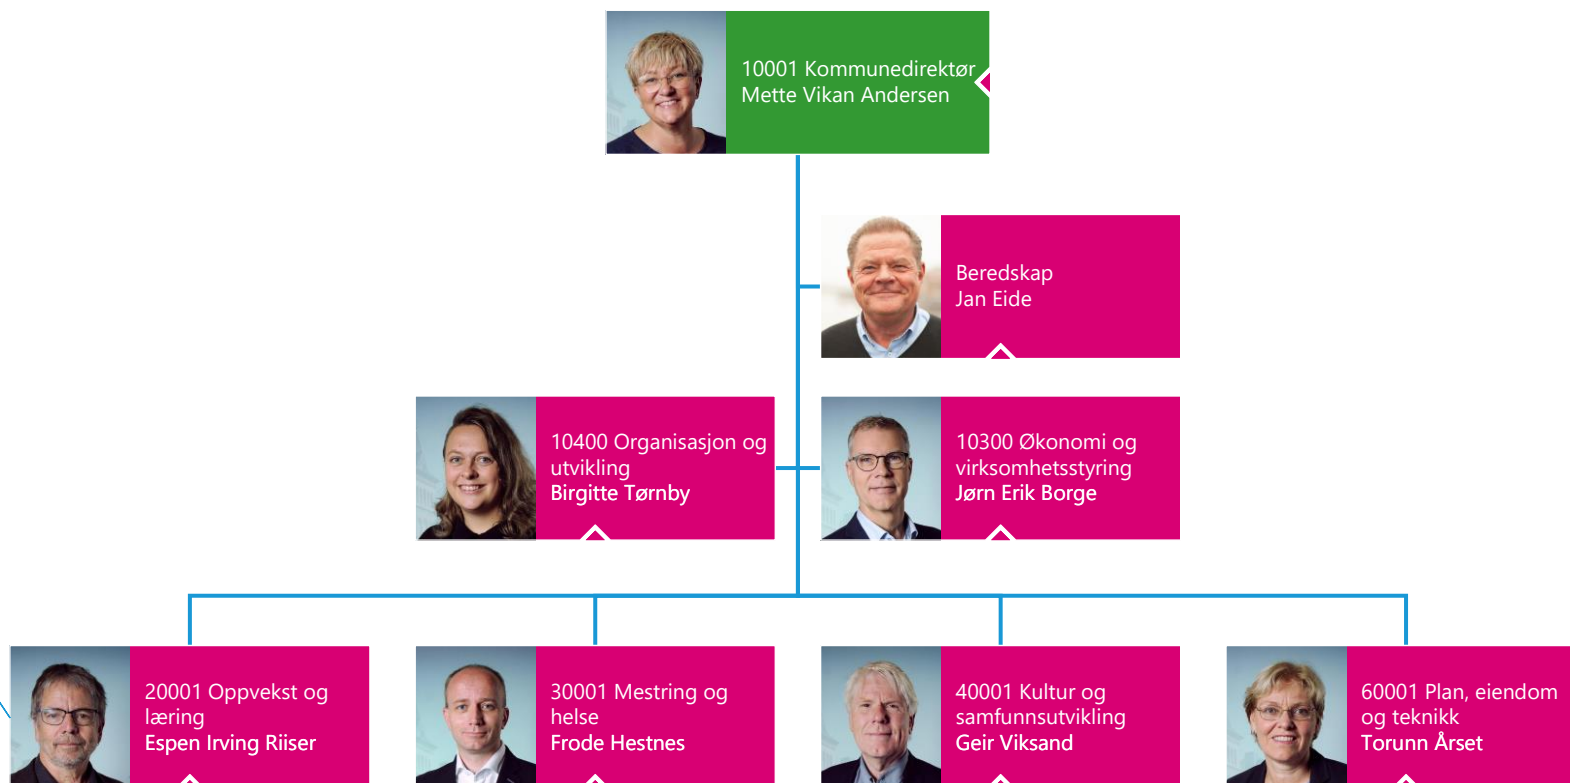 10001 Kommunedirektør
Mette Vikan Andersen
Beredskap
Jan Eide
10400 Organisasjon og
utvikling
Birgitte Tørnby
10300 Økonomi og
virksomhetsstyring
Jørn Erik Borge
20001 Oppvekst og
læring
Espen Irving Riiser
30001 Mestring og
helse
Frode Hestnes
40001 Kultur og
samfunnsutvikling
Geir Viksand
60001 Plan, eiendom
og teknikk
Torunn Årset